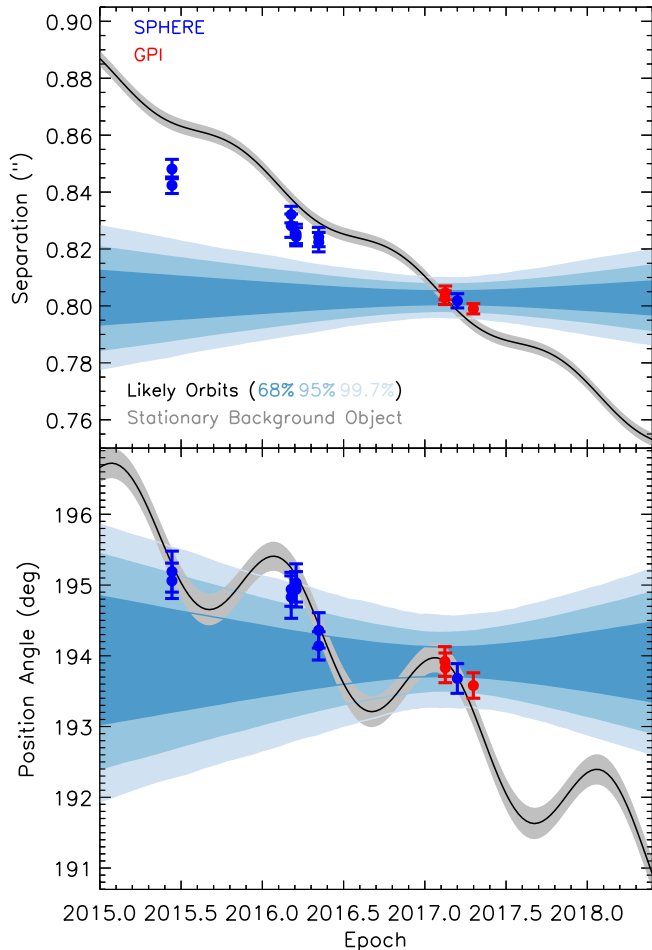 0.90
SPHERE
GPI
0.88
0.86
0.84
0.82
0.80
0.78
0.76
Separation (")
Likely Orbits (68% 95% 99.7%)
Stationary Background Object
196
195
194
193
192
191
Position Angle (deg)
2015.0 2015.5 2016.0 2016.5 2017.0 2017.5 2018.0
Epoch